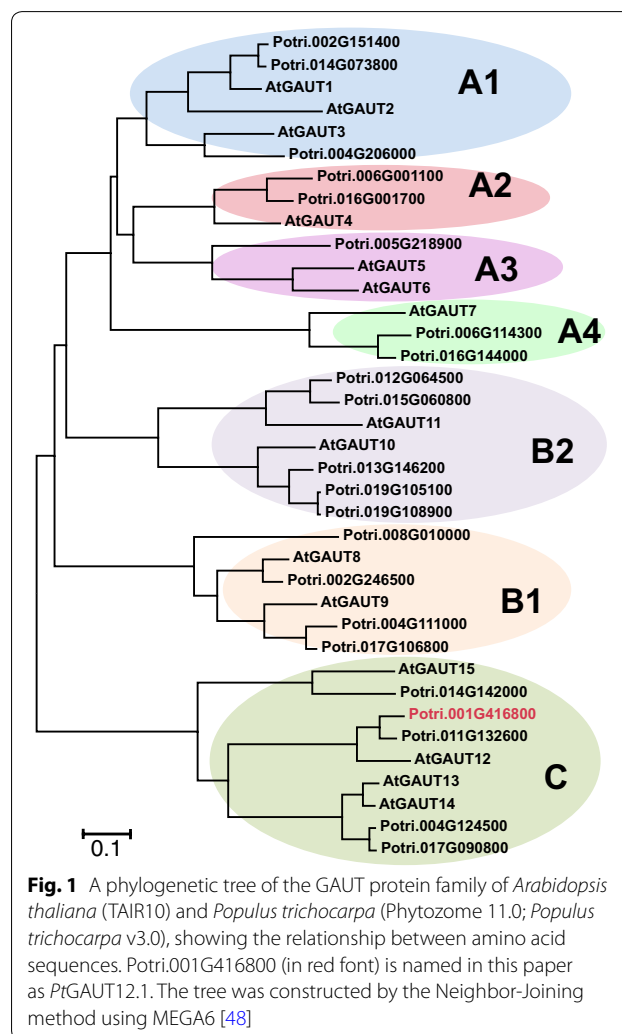 Potri.002G151400
Potri.014G073800
AtGAUT1
A1
AtGAUT2
AtGAUT3
Potri.004G206000
Potri.006G001100
A2
Potri.016G001700
AtGAUT4
Potri.005G218900
A3
AtGAUT5
AtGAUT6
AtGAUT7
A4
Potri.006G114300
Potri.016G144000
Potri.012G064500
Potri.015G060800
AtGAUT11
B2
AtGAUT10
Potri.013G146200
Potri.019G105100
Potri.019G108900
Potri.008G010000
AtGAUT8
Potri.002G246500
B1
AtGAUT9
Potri.004G111000
Potri.017G106800
AtGAUT15
Potri.014G142000
Potri.001G416800
Potri.011G132600
AtGAUT12
C
AtGAUT13
AtGAUT14
Potri.004G124500
Potri.017G090800
0.1
Fig. 1 A phylogenetic tree of the GAUT protein family of Arabidopsis
thaliana (TAIR10) and Populus trichocarpa (Phytozome 11.0; Populus
trichocarpa v3.0), showing the relationship between amino acid
sequences. Potri.001G416800 (in red font) is named in this paper
as PtGAUT12.1. The tree was constructed by the Neighbor-Joining
method using MEGA6 [48]